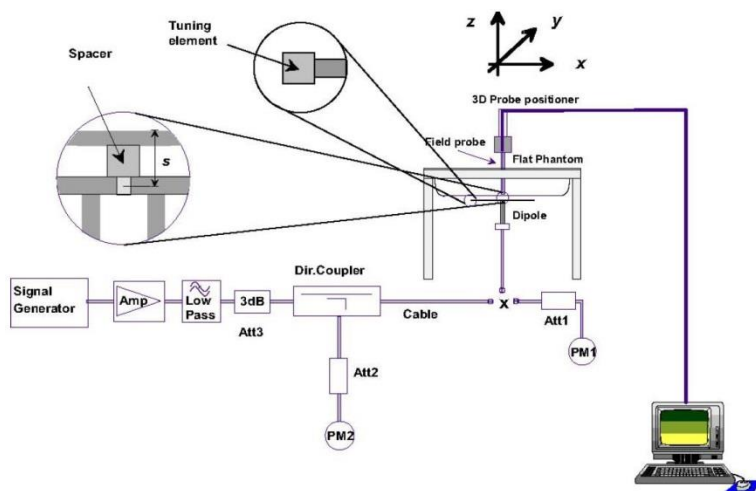 Tuning
element
Spacer
s
z
y
x
3D Probe positioner
Field probe
Flat Phantom
Dipole
Dir.Coupler
Signal
Generator
Amp
Low
Pass
3dB
Att3
Cable
x
Att1
PM1
Att2
PM2